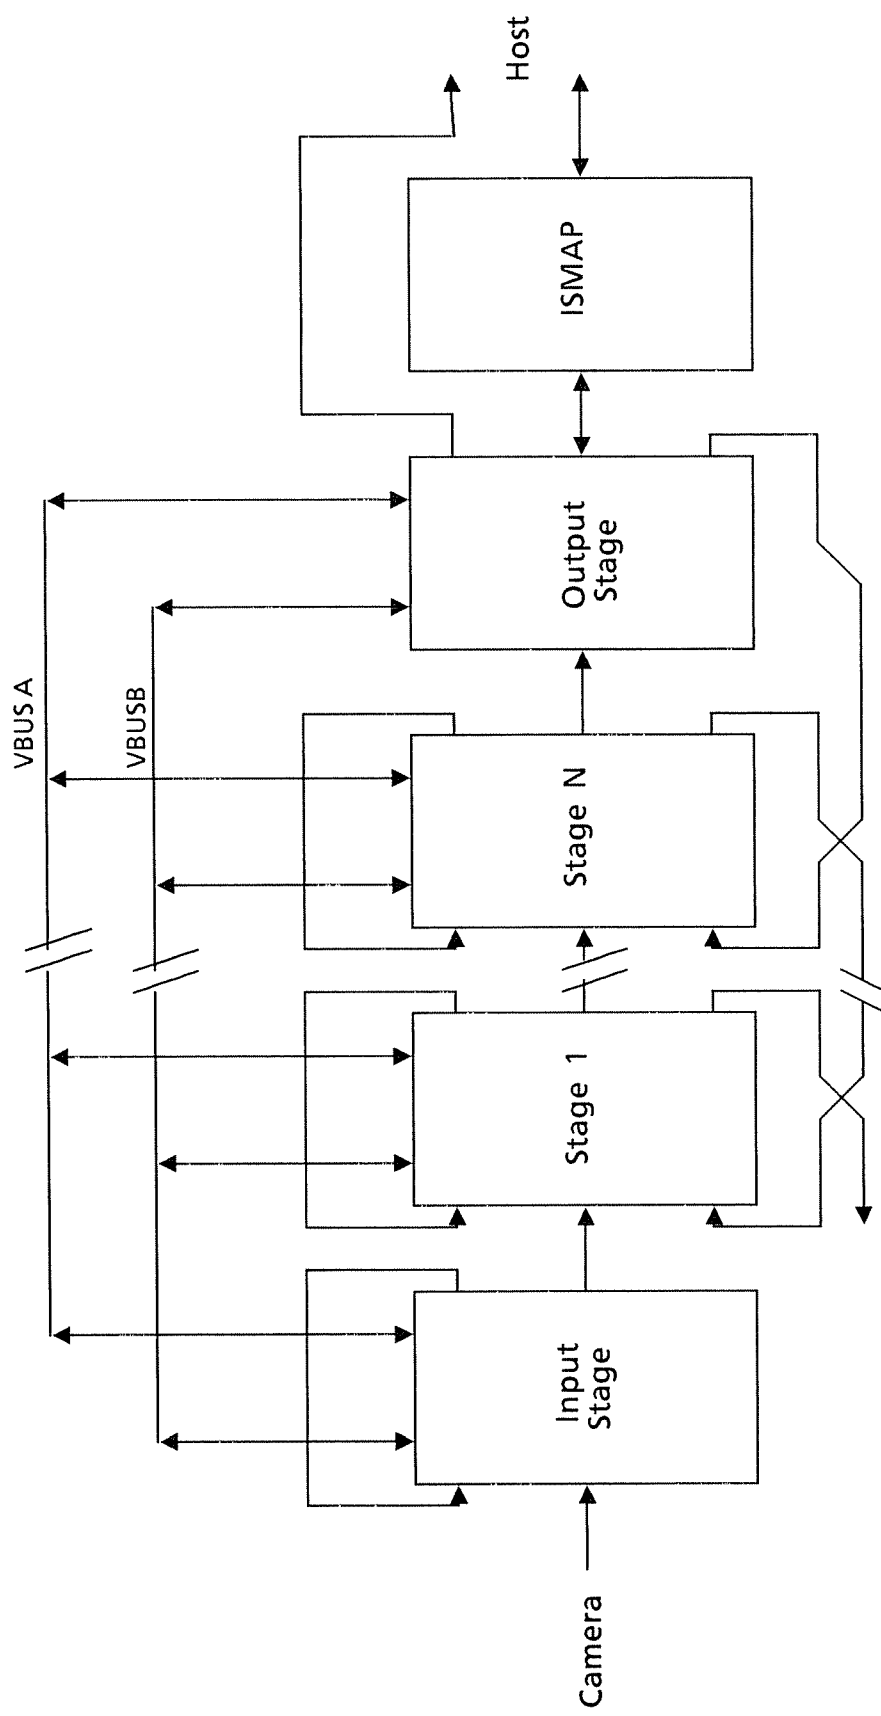 VBUS A
VBUSB
Camera
Input
Stage
Stage 1
Stage N
Output
Stage
ISMAP
Host